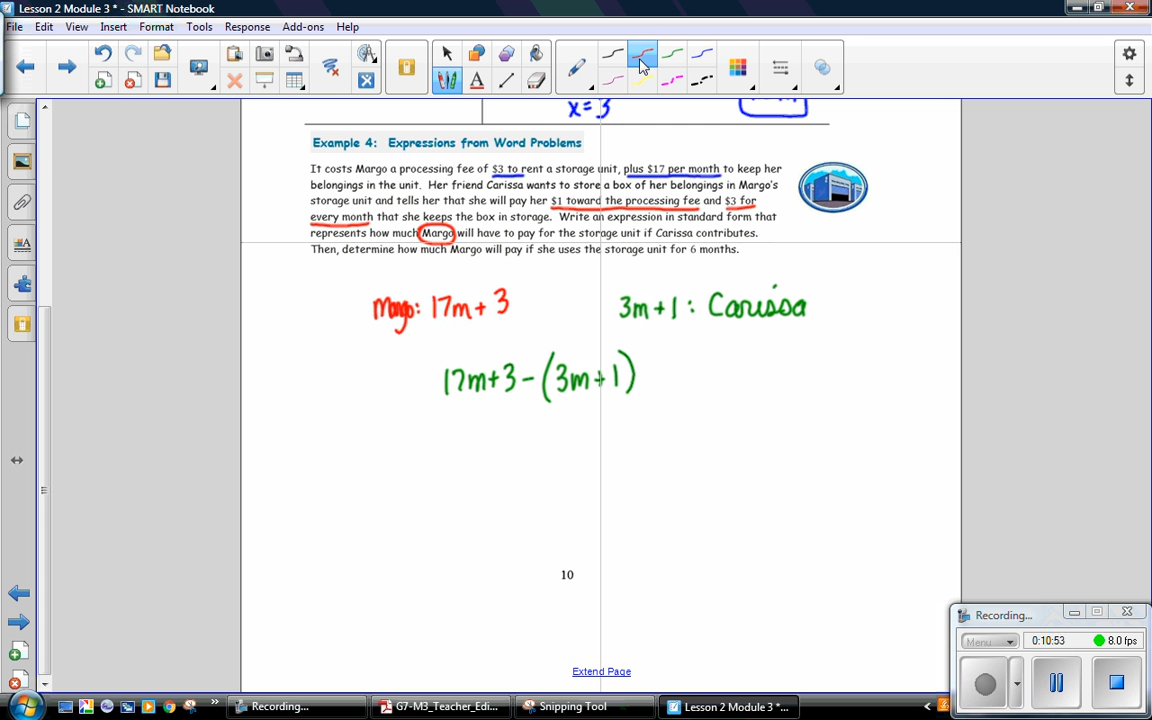 Lesson 2 Module 3 * - SMART Notebook
File Edit View Insert Format Tools Response Add-ons Help
x = 3
Example 4: Expressions from Word Problems
It costs Margo a processing fee of $3 to rent a storage unit, plus $17 per month to keep her
belongings in the unit. Her friend Carissa wants to store a box of her belongings in Margo's
storage unit and tells her that she will pay her $1 toward the processing fee and $3 for
every month that she keeps the box in storage. Write an expression in standard form that
represents how much Margo will have to pay for the storage unit if Carissa contributes.
Then, determine how much Margo will pay if she uses the storage unit for 6 months.
Margo: 17m + 3
3m + 1 : Carissa
17m + 3 - (3m + 1)
10
Extend Page
Recording...
Menu
0:10:53
8.0 fps
Recording...
G7-M3_Teacher_Edi...
Snipping Tool
Lesson 2 Module 3 *...